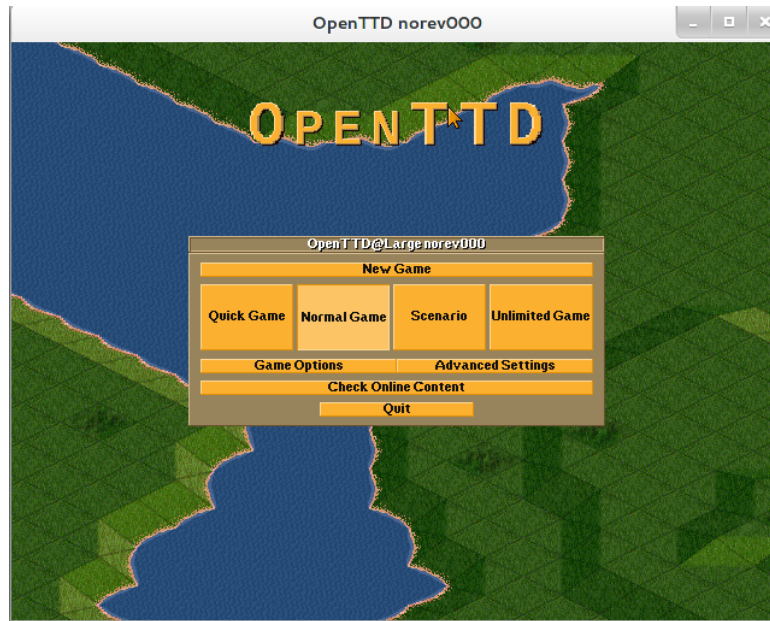 OpenTTD norev000
OPENTTD
OpenTTD@Large norev000
New Game
Quick Game Normal Game Scenario Unlimited Game
Game Options Advanced Settings
Check Online Content
Quit